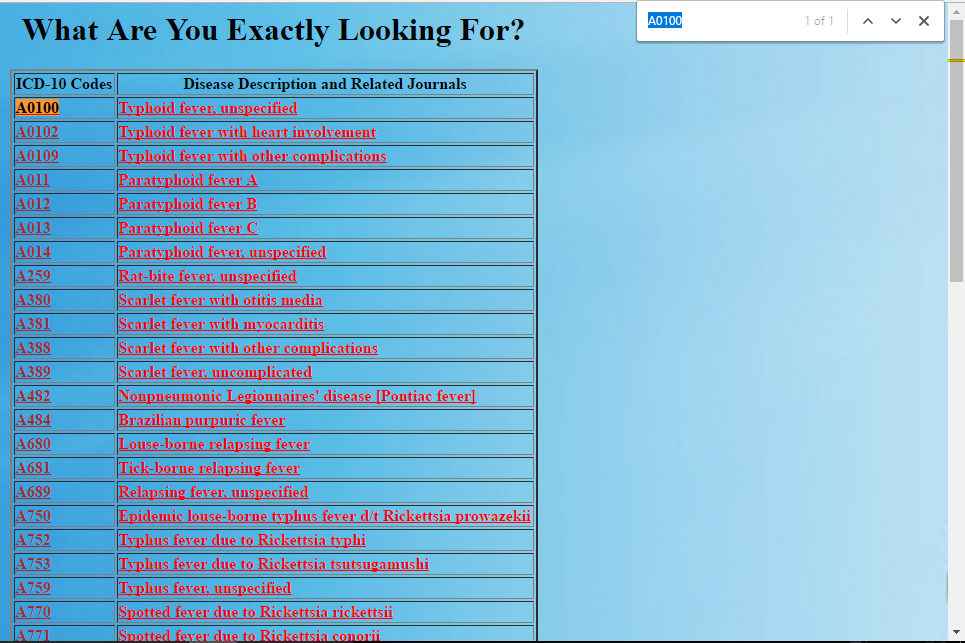 What Are You Exactly Looking For?
A0100 1 of 1
ICD-10 Codes Disease Description and Related Journals
A0100 Typhoid fever, unspecified
A0102 Typhoid fever with heart involvement
A0109 Typhoid fever with other complications
A011 Paratyphoid fever A
A012 Paratyphoid fever B
A013 Paratyphoid fever C
A014 Paratyphoid fever, unspecified
A259 Rat-bite fever, unspecified
A380 Scarlet fever with otitis media
A381 Scarlet fever with myocarditis
A388 Scarlet fever with other complications
A389 Scarlet fever, uncomplicated
A482 Nonpneumonic Legionnaires' disease [Pontiac fever]
A484 Brazilian purpuric fever
A680 Louse-borne relapsing fever
A681 Tick-borne relapsing fever
A689 Relapsing fever, unspecified
A750 Epidemic louse-borne typhus fever d/t Rickettsia prowazekii
A752 Typhus fever due to Rickettsia typhi
A753 Typhus fever due to Rickettsia tsutsugamushi
A759 Typhus fever, unspecified
A770 Spotted fever due to Rickettsia rickettsii
A771 Spotted fever due to Rickettsia conorii